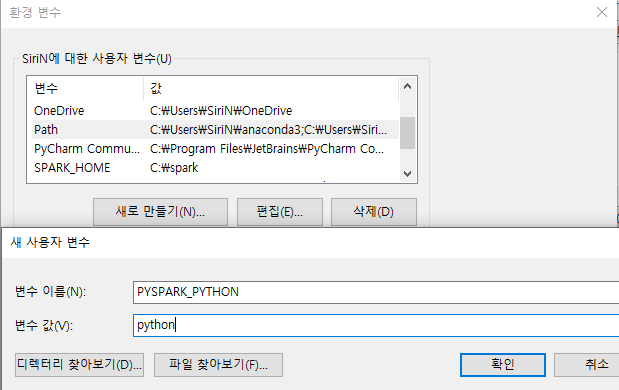 환경 변수
SiriN에 대한 사용자 변수(U)
변수 값
OneDrive C:₩Users₩SiriN₩OneDrive
Path C:₩Users₩SiriN₩anaconda3;C:₩Users₩Siri...
PyCharm Commu... C:₩Program Files₩JetBrains₩PyCharm Co...
SPARK_HOME C:₩spark
새로 만들기(N)... 편집(E)... 삭제(D)
새 사용자 변수
변수 이름(N): PYSPARK_PYTHON
변수 값(V): python
디렉터리 찾아보기(D)... 파일 찾아보기(F)... 확인 취소